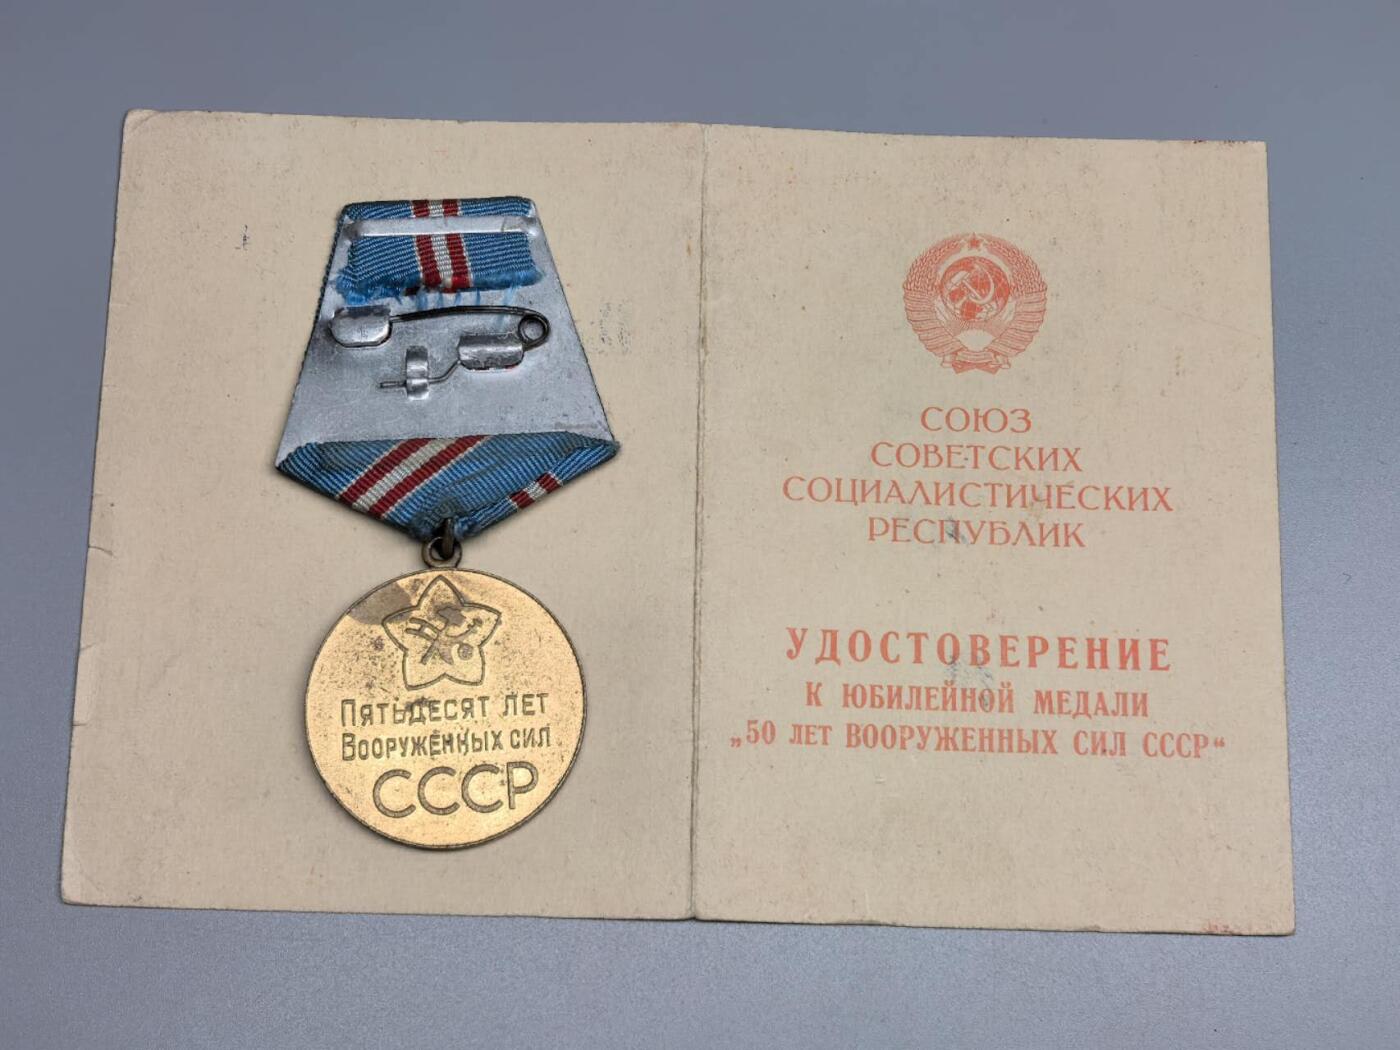 Пятьдесят лет
Вооружённых сил
СССР
СОЮЗ
СОВЕТСКИХ
СОЦИАЛИСТИЧЕСКИХ
РЕСПУБЛИК
УДОСТОВЕРЕНИЕ
К ЮБИЛЕЙНОЙ МЕДАЛИ
„50 ЛЕТ ВООРУЖЕННЫХ СИЛ СССР“